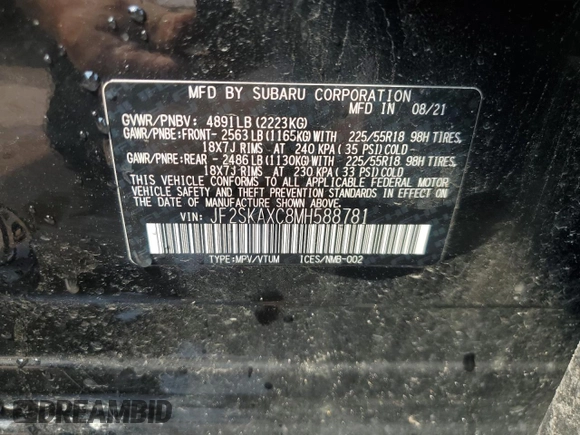 MFD BY SUBARU CORPORATION
MFD IN 08/21
GVWR/PNBV: 4891LB(2223KG)
GAWR/PNBE:FRONT-2563LB(1165KG)WITH 225/55R18 98H TIRES,
18X7J RIMS AT 240 KPA(35 PSI)COLD
GAWR/PNBE:REAR -2486LB(1130KG)WITH 225/55R18 98H TIRES,
18X7J RIMS AT 230 KPA(33 PSI)COLD
THIS VEHICLE CONFORMS TO ALL APPLICABLE FEDERAL MOTOR
VEHICLE SAFETY AND THEFT PREVENTION STANDARDS IN EFFECT ON
THE DATE OF MANUFACTURE SHOWN ABOVE.
VIN: JF2SKAXC8MH588781
TYPE:MPV/VTUM ICES/NMB-002
DREAMBID